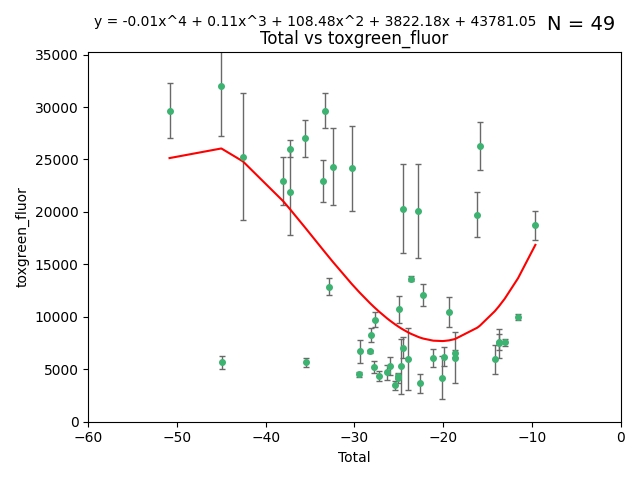 y = -0.01x^4 + 0.11x^3 + 108.48x^2 + 3822.18x + 43781.05 N = 49
Total vs toxgreen_fluor
35000
30000
25000
20000
15000
10000
5000
0
toxgreen_fluor
−60 −50 −40 −30 −20 −10 0
Total